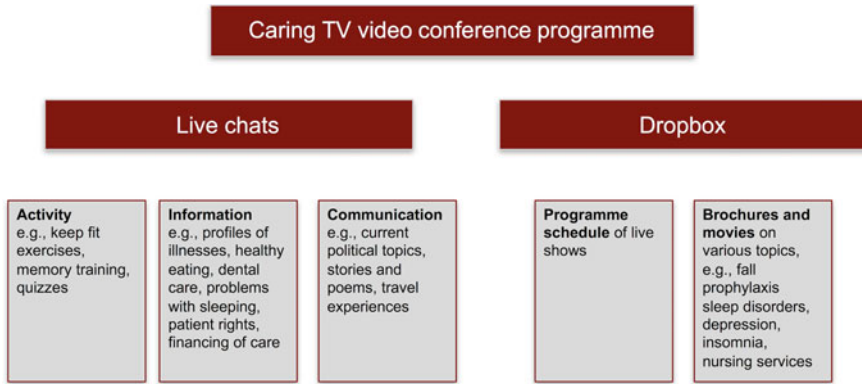 Caring TV video conference programme
Live chats
Dropbox
Activity
e.g., keep fit
exercises,
memory training,
quizzes
Information
e.g., profiles of
illnesses, healthy
eating, dental
care, problems
with sleeping,
patient rights,
financing of care
Communication
e.g., current
political topics,
stories and
poems, travel
experiences
Programme
schedule of live
shows
Brochures and
movies on
various topics,
e.g., fall
prophylaxis
sleep disorders,
depression,
insomnia,
nursing services